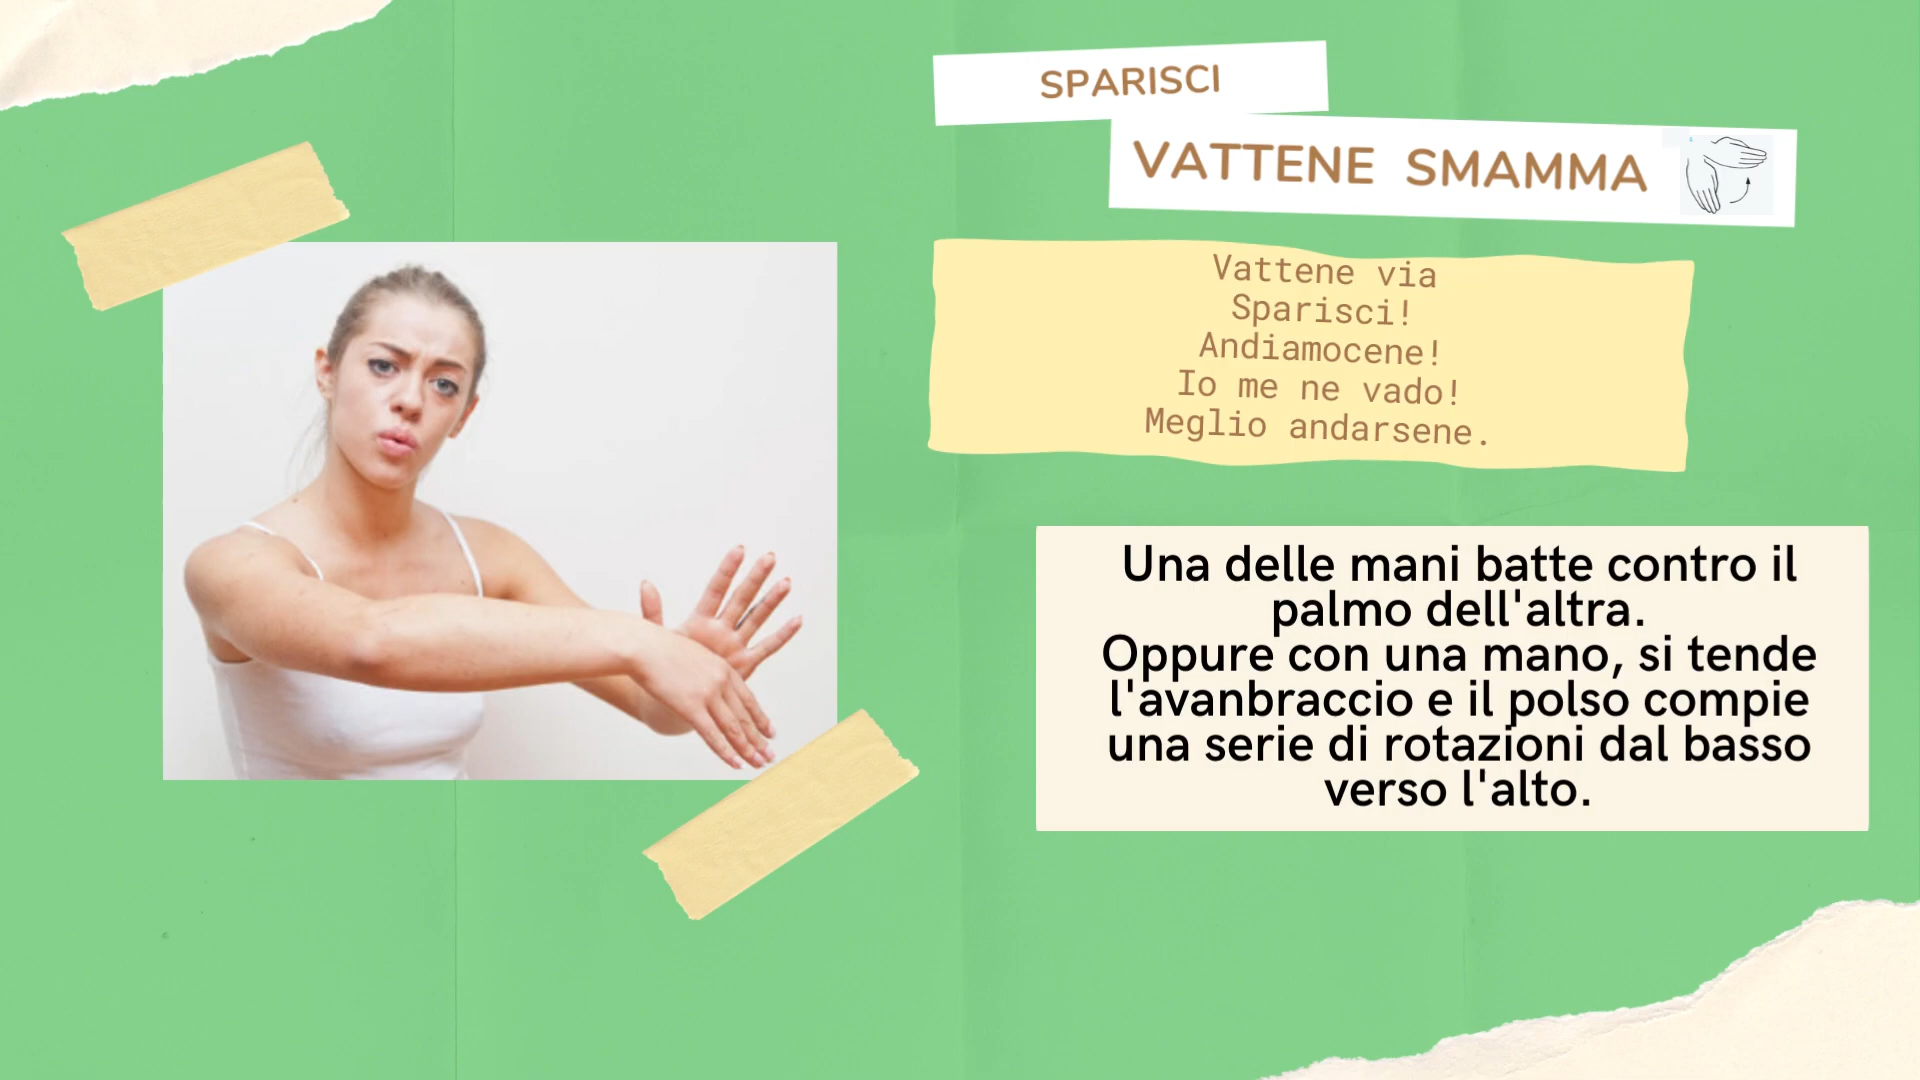 SPARISCI
VATTENE SMAMMA
Vattene via
Sparisci!
Andiamocene!
Io me ne vado!
Meglio andarsene.
Una delle mani batte contro il
palmo dell'altra.
Oppure con una mano, si tende
l'avanbraccio e il polso compie
una serie di rotazioni dal basso
verso l'alto.